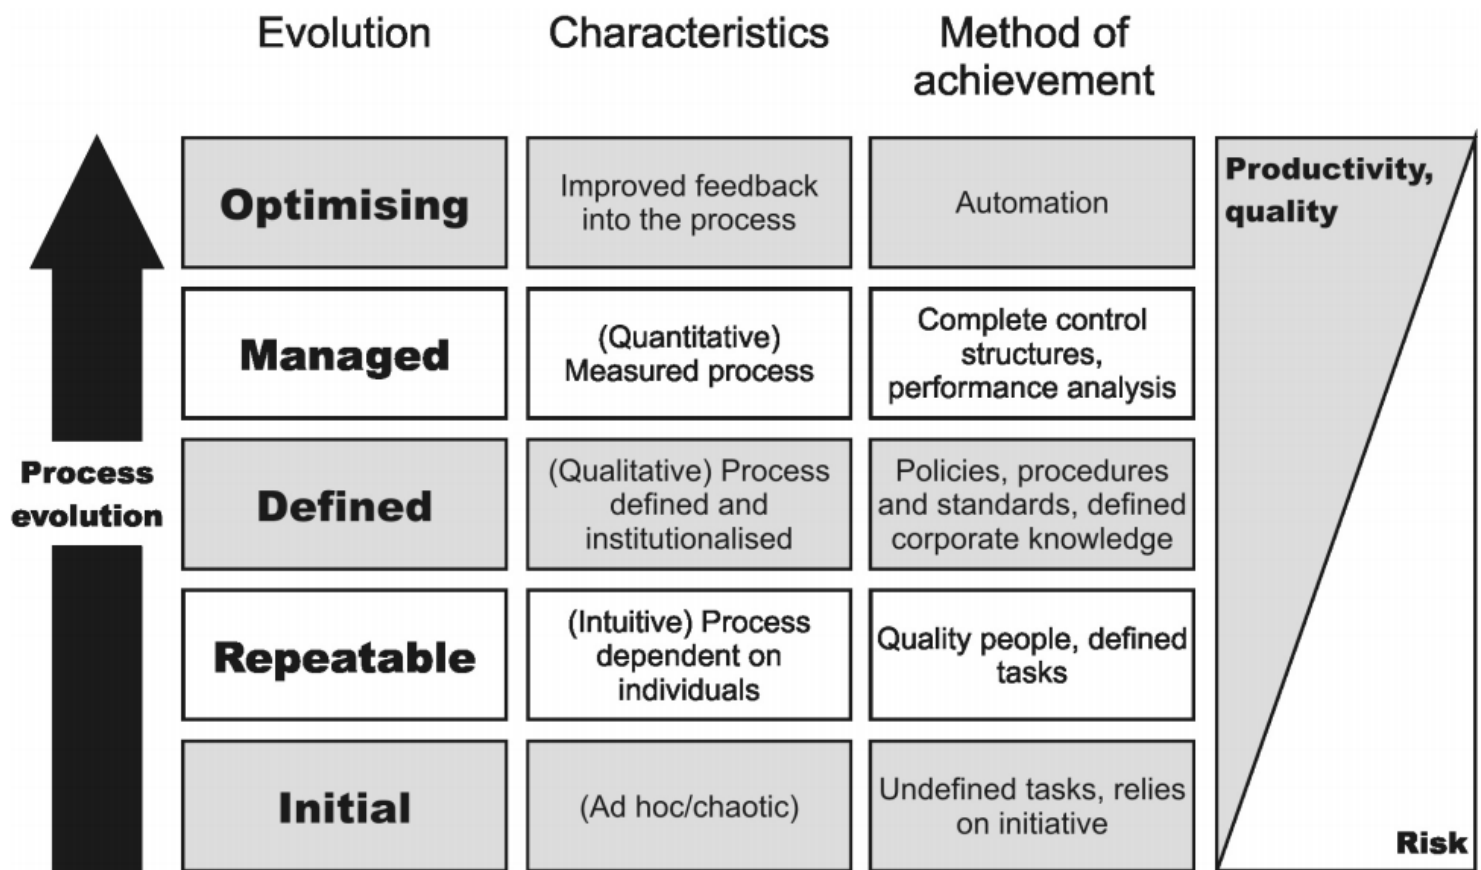 Evolution
Characteristics
Method of
achievement
Optimising
Improved feedback
into the process
Automation
Productivity,
quality
Managed
(Quantitative)
Measured process
Complete control
structures,
performance analysis
Process
evolution
Defined
(Qualitative) Process
defined and
institutionalised
Policies, procedures
and standards, defined
corporate knowledge
Repeatable
(Intuitive) Process
dependent on
individuals
Quality people, defined
tasks
Initial
(Ad hoc/chaotic)
Undefined tasks, relies
on initiative
Risk